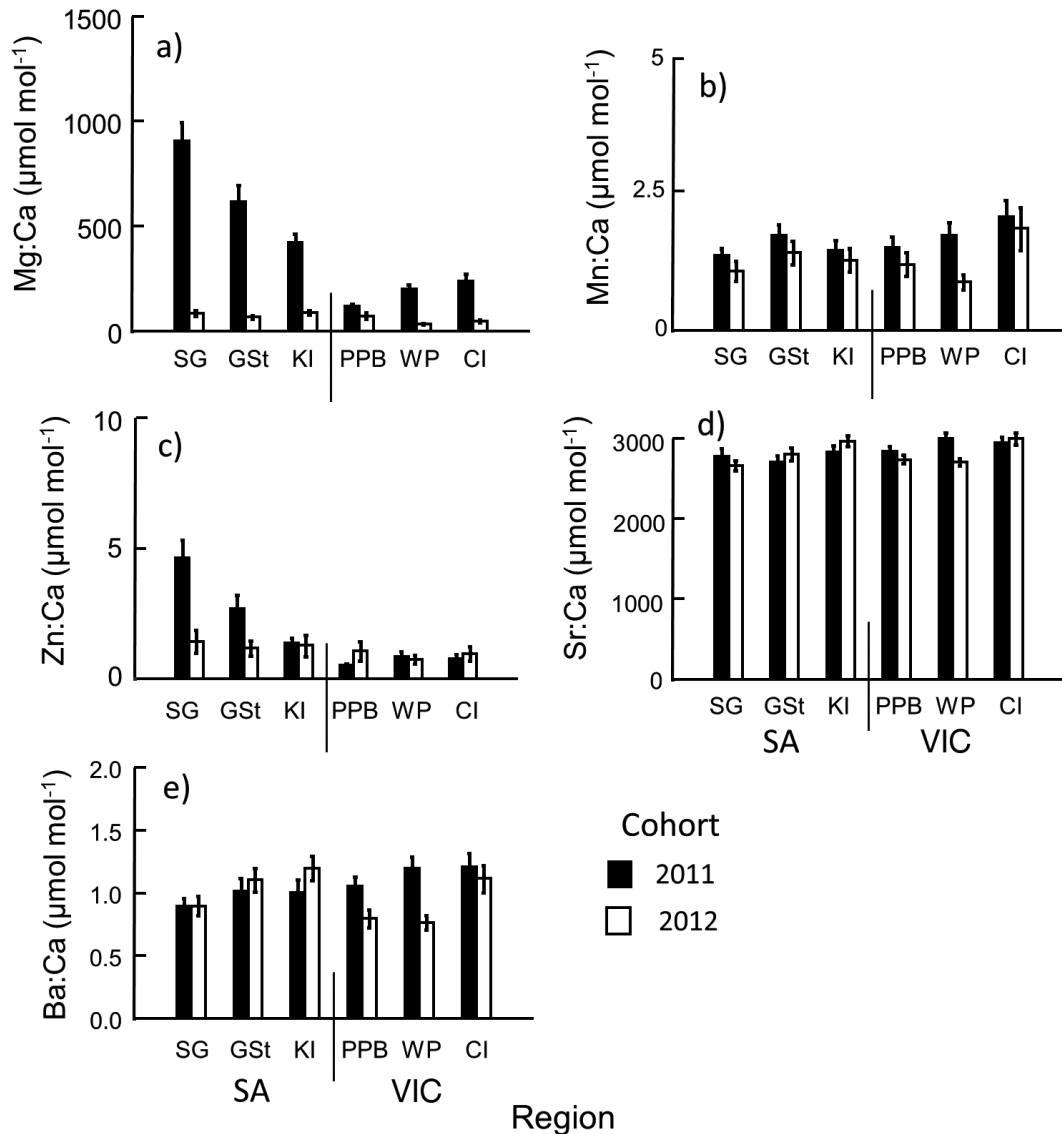 a)
Mg:Ca (µmol mol⁻¹)
1500
1000
500
0
SG GSt KI PPB WP CI
b)
Mn:Ca (µmol mol⁻¹)
5
2.5
0
SG GSt KI PPB WP CI
c)
Zn:Ca (µmol mol⁻¹)
10
5
0
SG GSt KI PPB WP CI
d)
Sr:Ca (µmol mol⁻¹)
3000
2000
1000
0
SG GSt KI PPB WP CI
SA VIC
e)
Ba:Ca (µmol mol⁻¹)
2.0
1.5
1.0
0.5
0.0
SG GSt KI PPB WP CI
SA VIC
Cohort
2011
2012
Region